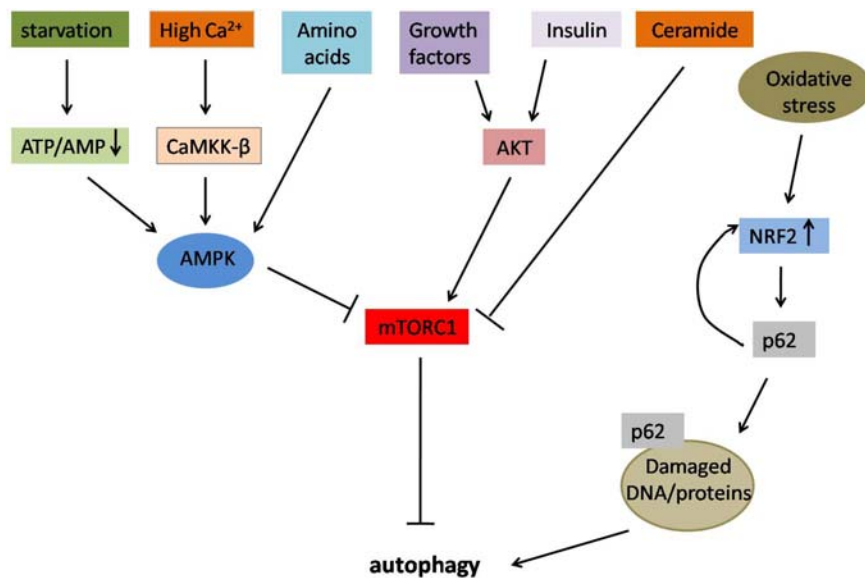 starvation
High Ca²⁺
Amino
acids
Growth
factors
Insulin
Ceramide
Oxidative
stress
ATP/AMP ↓
CaMKK-β
AKT
NRF2 ↑
AMPK
mTORC1
p62
p62
Damaged
DNA/proteins
autophagy